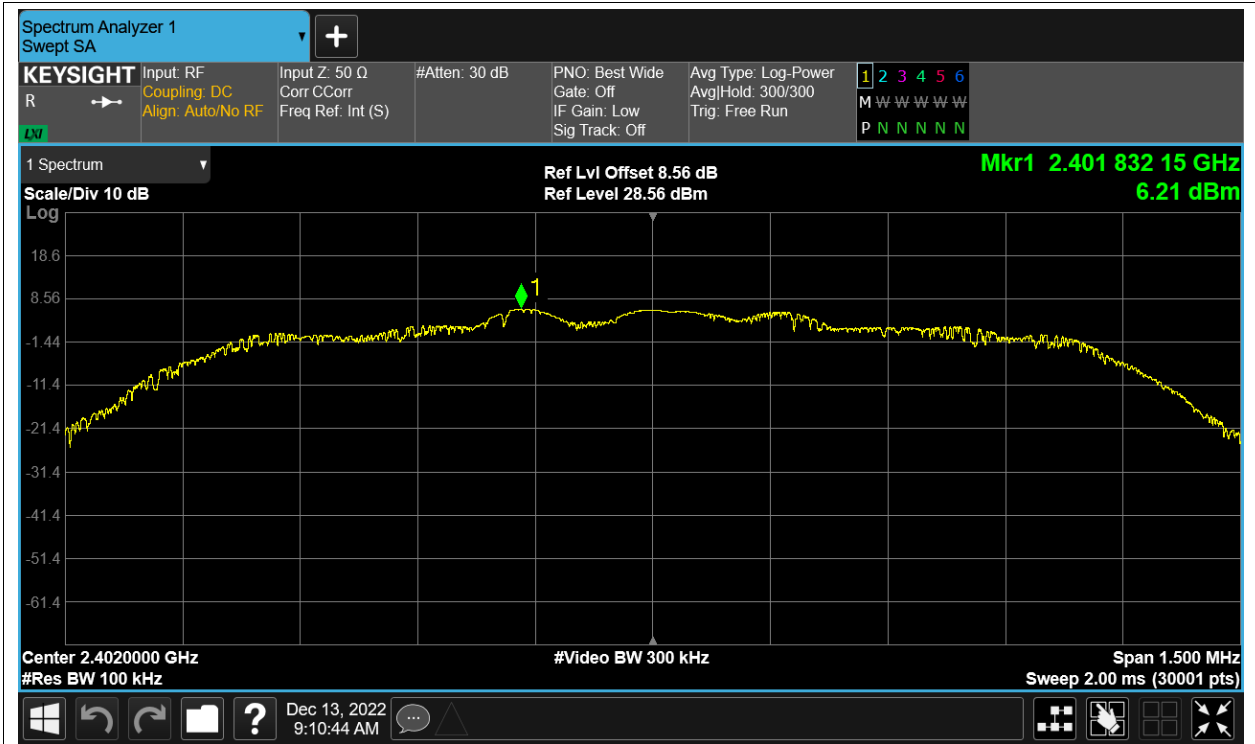 Spectrum Analyzer 1
Swept SA
KEYSIGHT
R
LXI
Input: RF
Coupling: DC
Align: Auto/No RF
Input Z: 50 Ω
Corr CCorr
Freq Ref: Int (S)
#Atten: 30 dB
PNO: Best Wide
Gate: Off
IF Gain: Low
Sig Track: Off
Avg Type: Log-Power
Avg|Hold: 300/300
Trig: Free Run
1 2 3 4 5 6
M W W W W W
P N N N N N
1 Spectrum
Scale/Div 10 dB
Ref Lvl Offset 8.56 dB
Ref Level 28.56 dBm
Mkr1 2.401 832 15 GHz
6.21 dBm
Log
18.6
8.56
-1.44
-11.4
-21.4
-31.4
-41.4
-51.4
-61.4
1
Center 2.4020000 GHz
#Res BW 100 kHz
#Video BW 300 kHz
Span 1.500 MHz
Sweep 2.00 ms (30001 pts)
?
Dec 13, 2022
9:10:44 AM